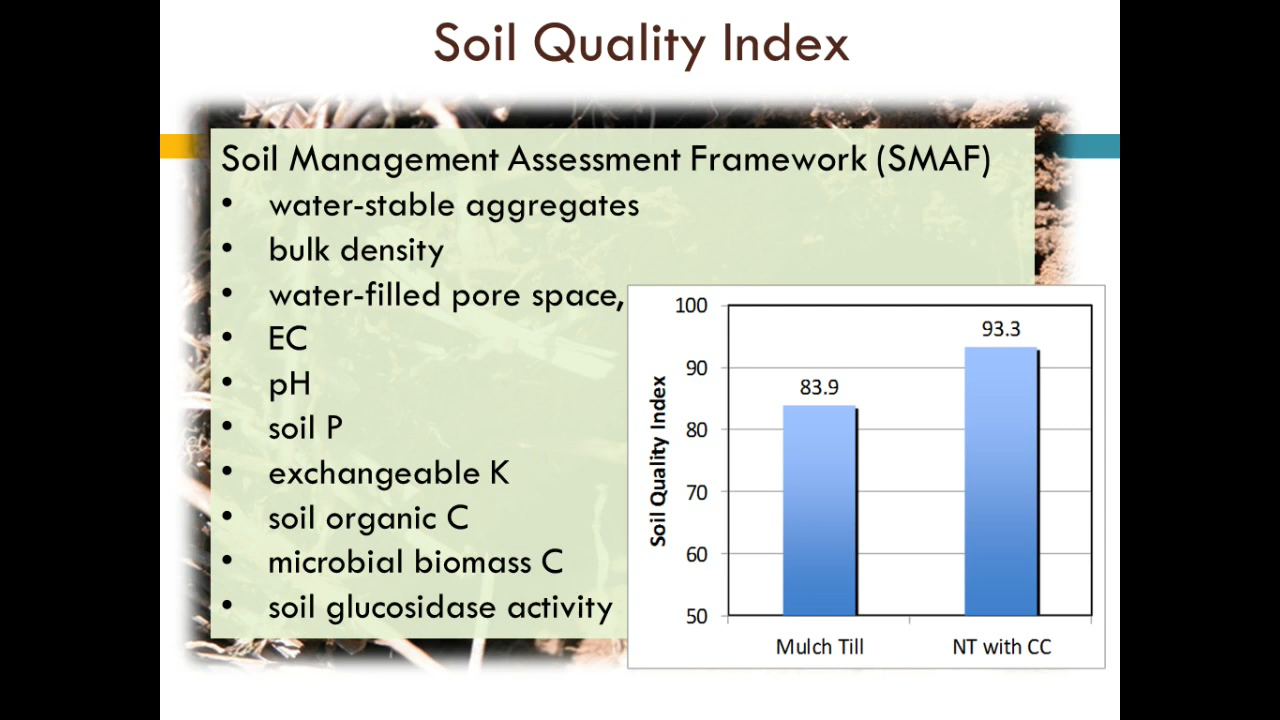 Soil Quality Index
Soil Management Assessment Framework (SMAF)
• water-stable aggregates
• bulk density
• water-filled pore space,
• EC
• pH
• soil P
• exchangeable K
• soil organic C
• microbial biomass C
• soil glucosidase activity
Soil Quality Index
100
90
80
70
60
50
83.9
93.3
Mulch Till
NT with CC